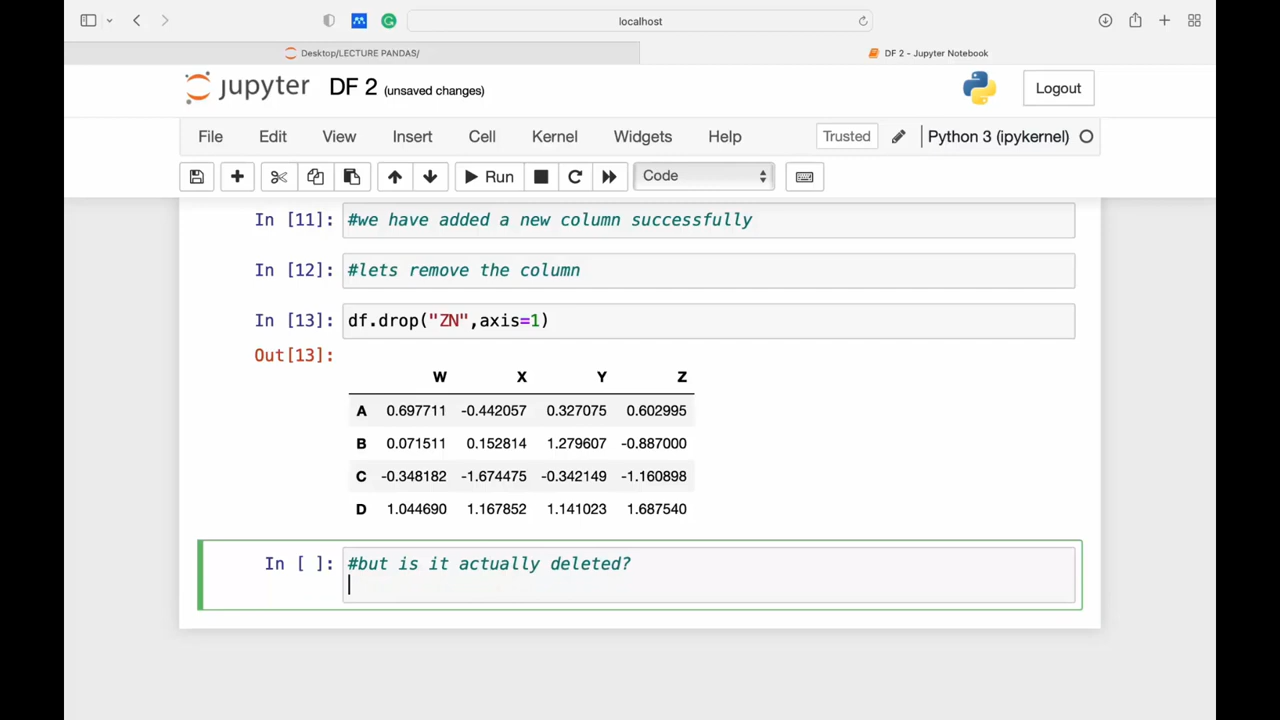 localhost
Desktop/LECTURE PANDAS/
DF 2 - Jupyter Notebook
jupyter DF 2 (unsaved changes)
Logout
File Edit View Insert Cell Kernel Widgets Help Trusted Python 3 (ipykernel)
Run Code
In [11]: #we have added a new column successfully
In [12]: #lets remove the column
In [13]: df.drop("ZN",axis=1)
Out[13]:
W X Y Z
A 0.697711 -0.442057 0.327075 0.602995
B 0.071511 0.152814 1.279607 -0.887000
C -0.348182 -1.674475 -0.342149 -1.160898
D 1.044690 1.167852 1.141023 1.687540
In [ ]: #but is it actually deleted?